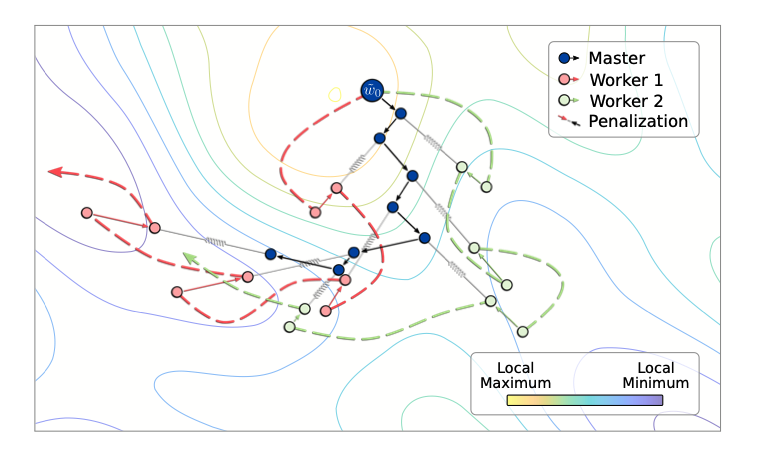 w̄₀
Master
Worker 1
Worker 2
Penalization
Local Maximum
Local Minimum